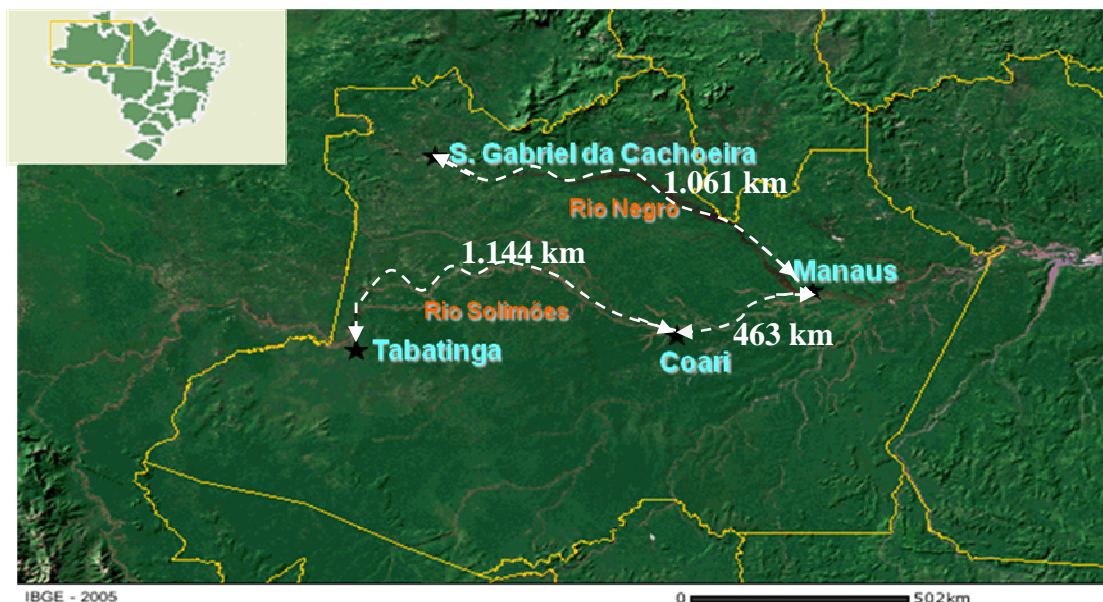 S. Gabriel da Cachoeira
1.061 km
Rio Negro
1.144 km
Manaus
Rio Solimões
463 km
Tabatinga
Coari
IBGE - 2005
0 502km